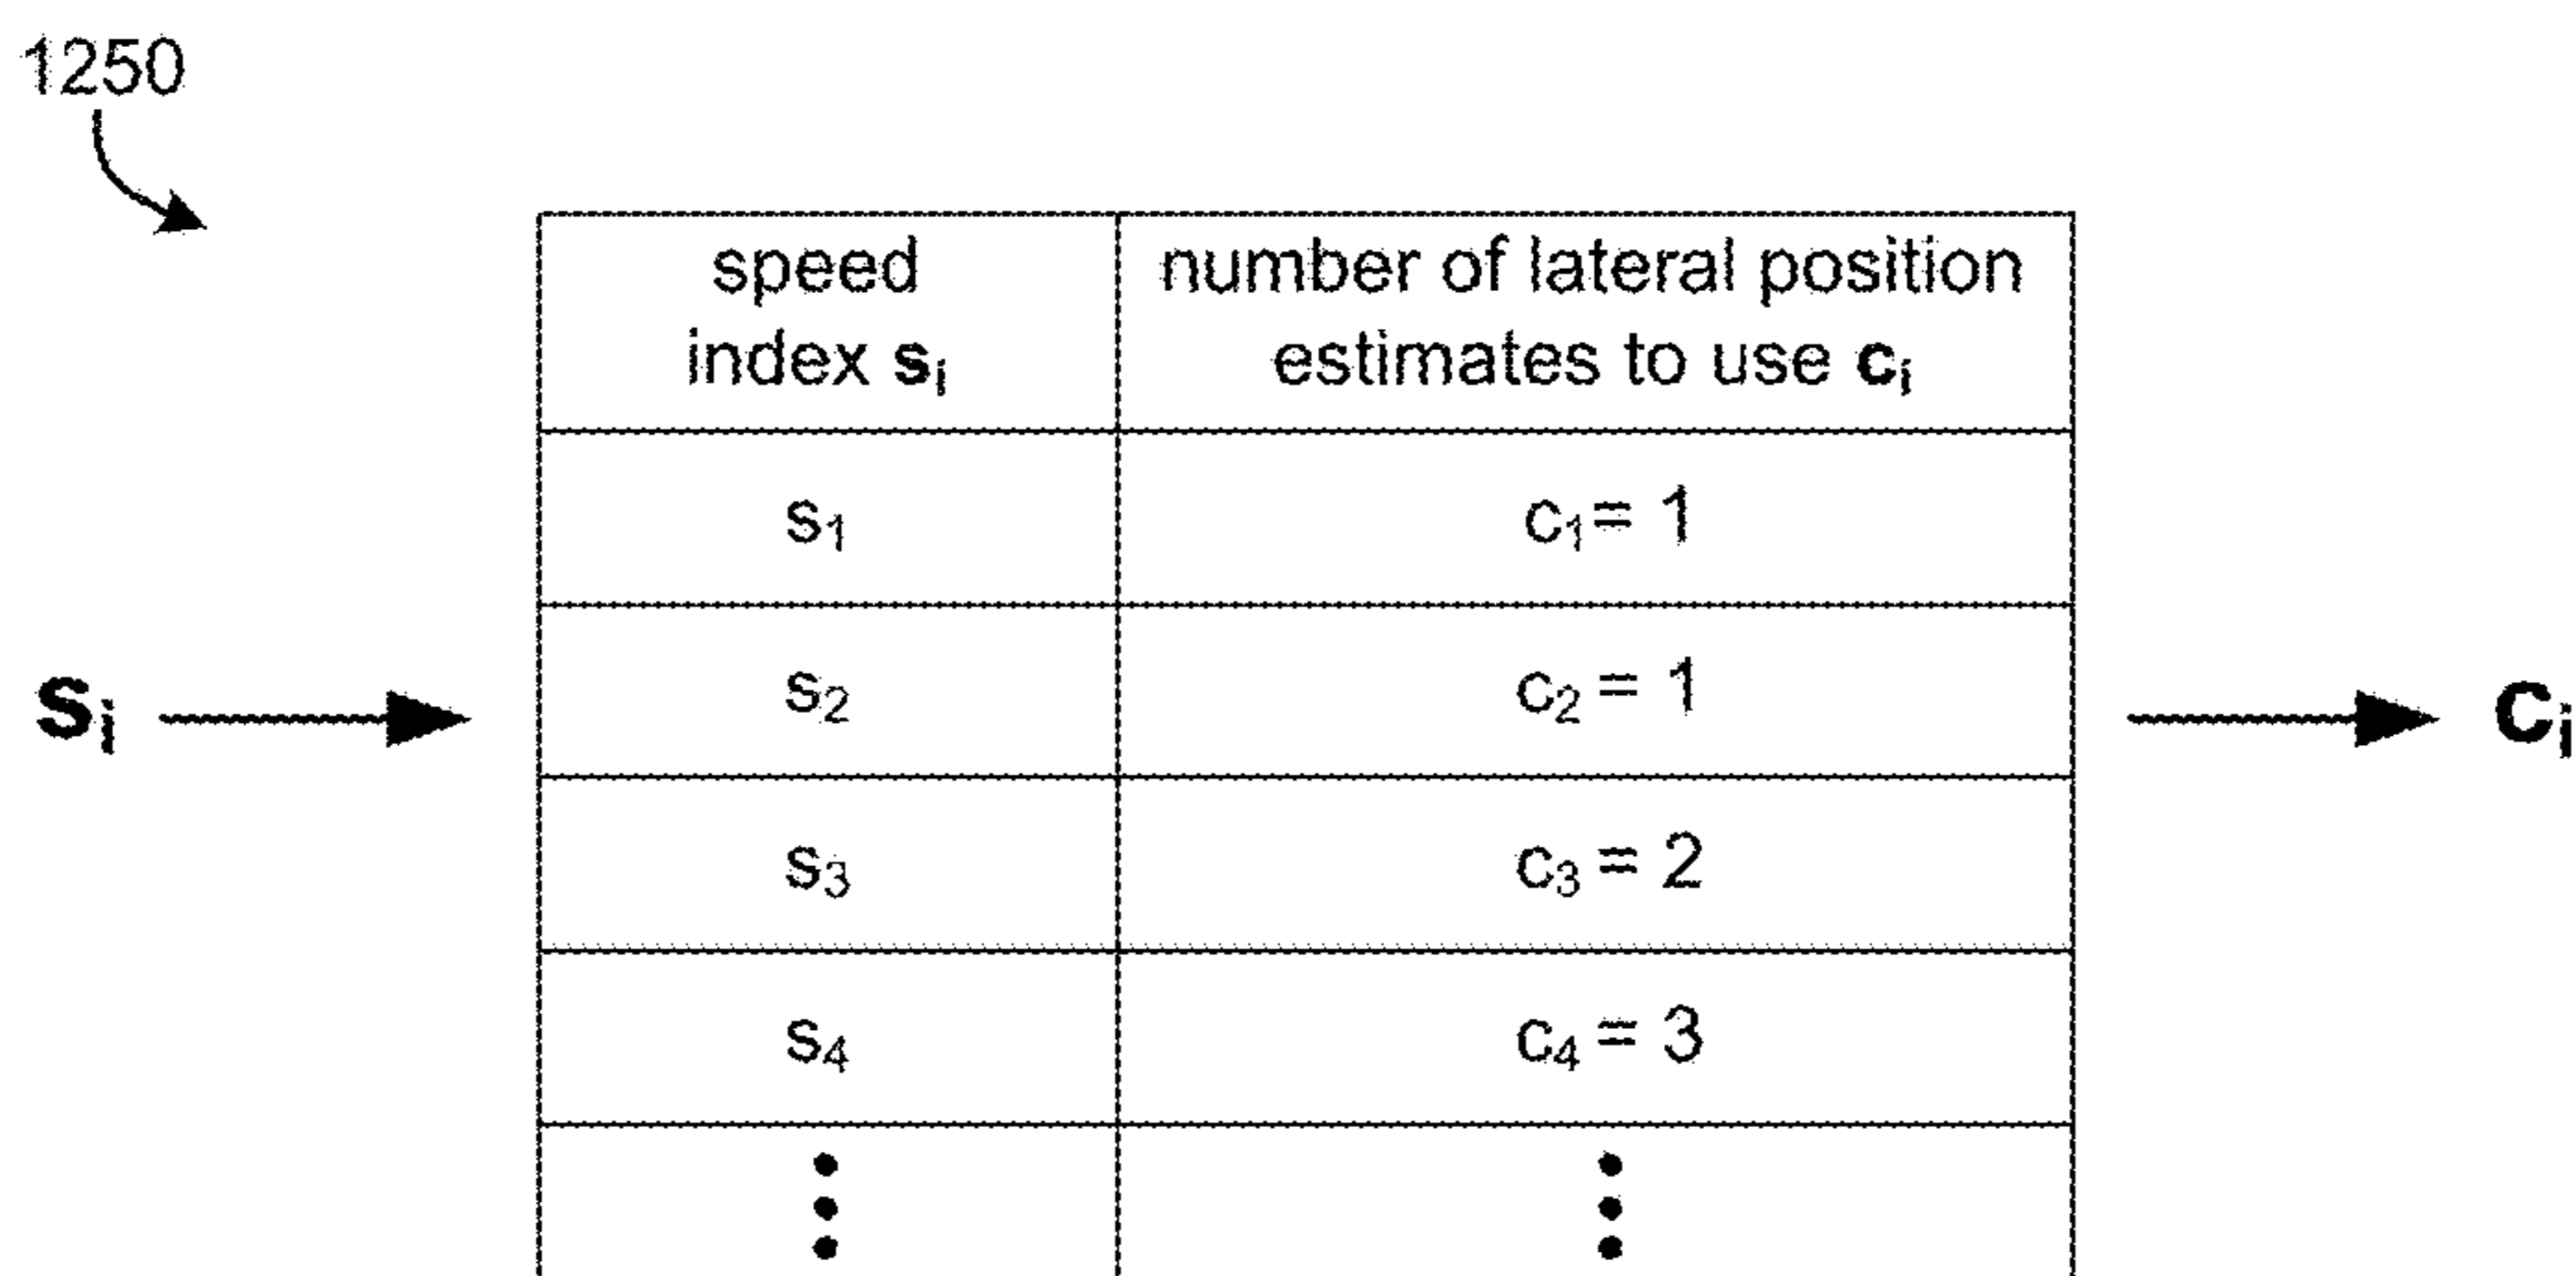 1250
speed
index sᵢ
number of lateral position
estimates to use cᵢ
s₁
c₁ = 1
s₂
c₂ = 1
sᵢ
cᵢ
s₃
c₃ = 2
s₄
c₄ = 3